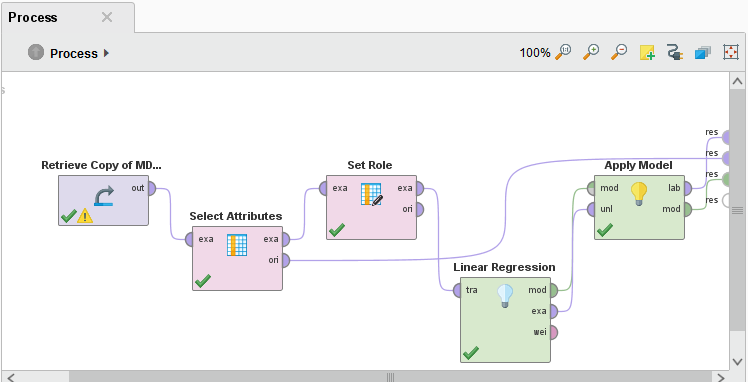 Process
Process
100%
s
res
Retrieve Copy of MD...
Set Role
Apply Model
res
out
exa
exa
mod
lab
res
ori
unl
mod
res
Select Attributes
exa
exa
ori
Linear Regression
tra
mod
exa
wei